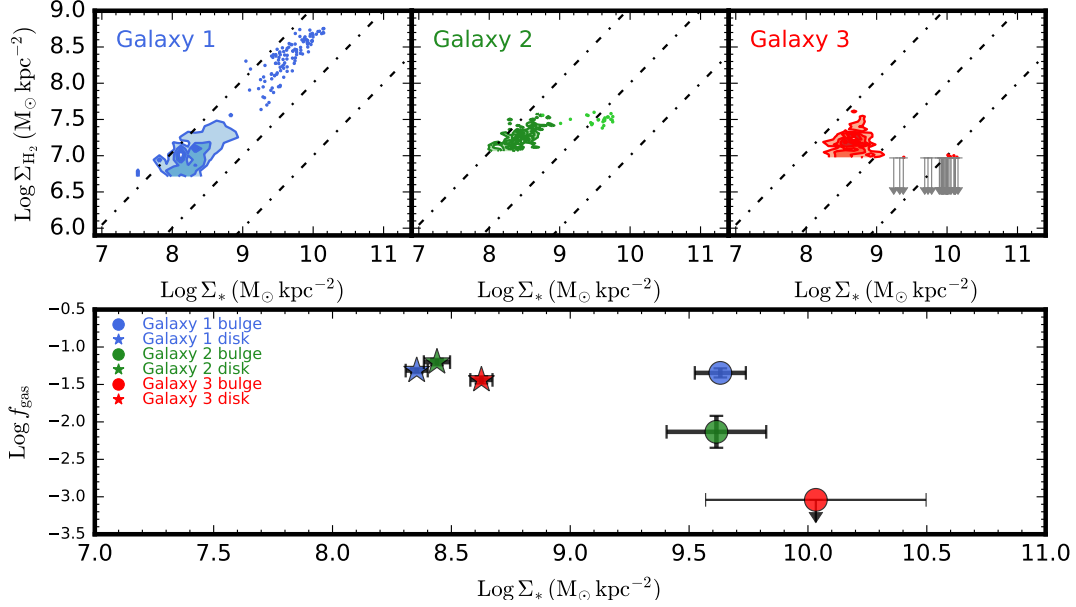 9.0
8.5
8.0
7.5
7.0
6.5
6.0
Log Σ_H₂ (M_⊙ kpc⁻²)
Galaxy 1
Galaxy 2
Galaxy 3
7 8 9 10 11
7 8 9 10 11
7 8 9 10 11
Log Σ_* (M_⊙ kpc⁻²)
Log Σ_* (M_⊙ kpc⁻²)
Log Σ_* (M_⊙ kpc⁻²)
−0.5
−1.0
−1.5
−2.0
−2.5
−3.0
−3.5
Log f_gas
Galaxy 1 bulge
Galaxy 1 disk
Galaxy 2 bulge
Galaxy 2 disk
Galaxy 3 bulge
Galaxy 3 disk
7.0 7.5 8.0 8.5 9.0 9.5 10.0 10.5 11.0
Log Σ_* (M_⊙ kpc⁻²)